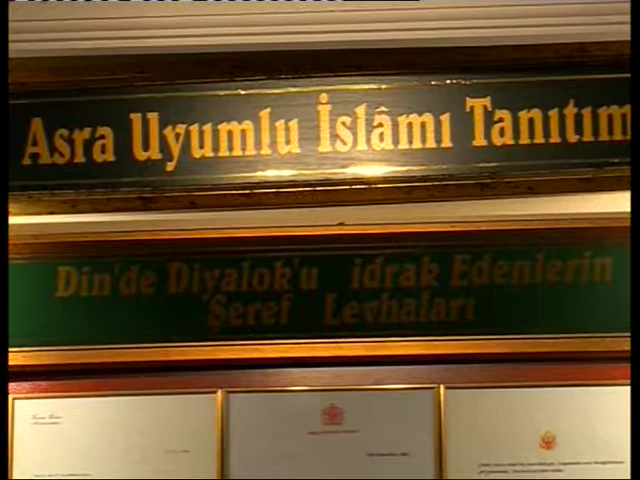 Asra Uyumlu İslâmı Tanıtım
Din'de Diyalok'u idrak Edenlerin
Şeref Levhaları